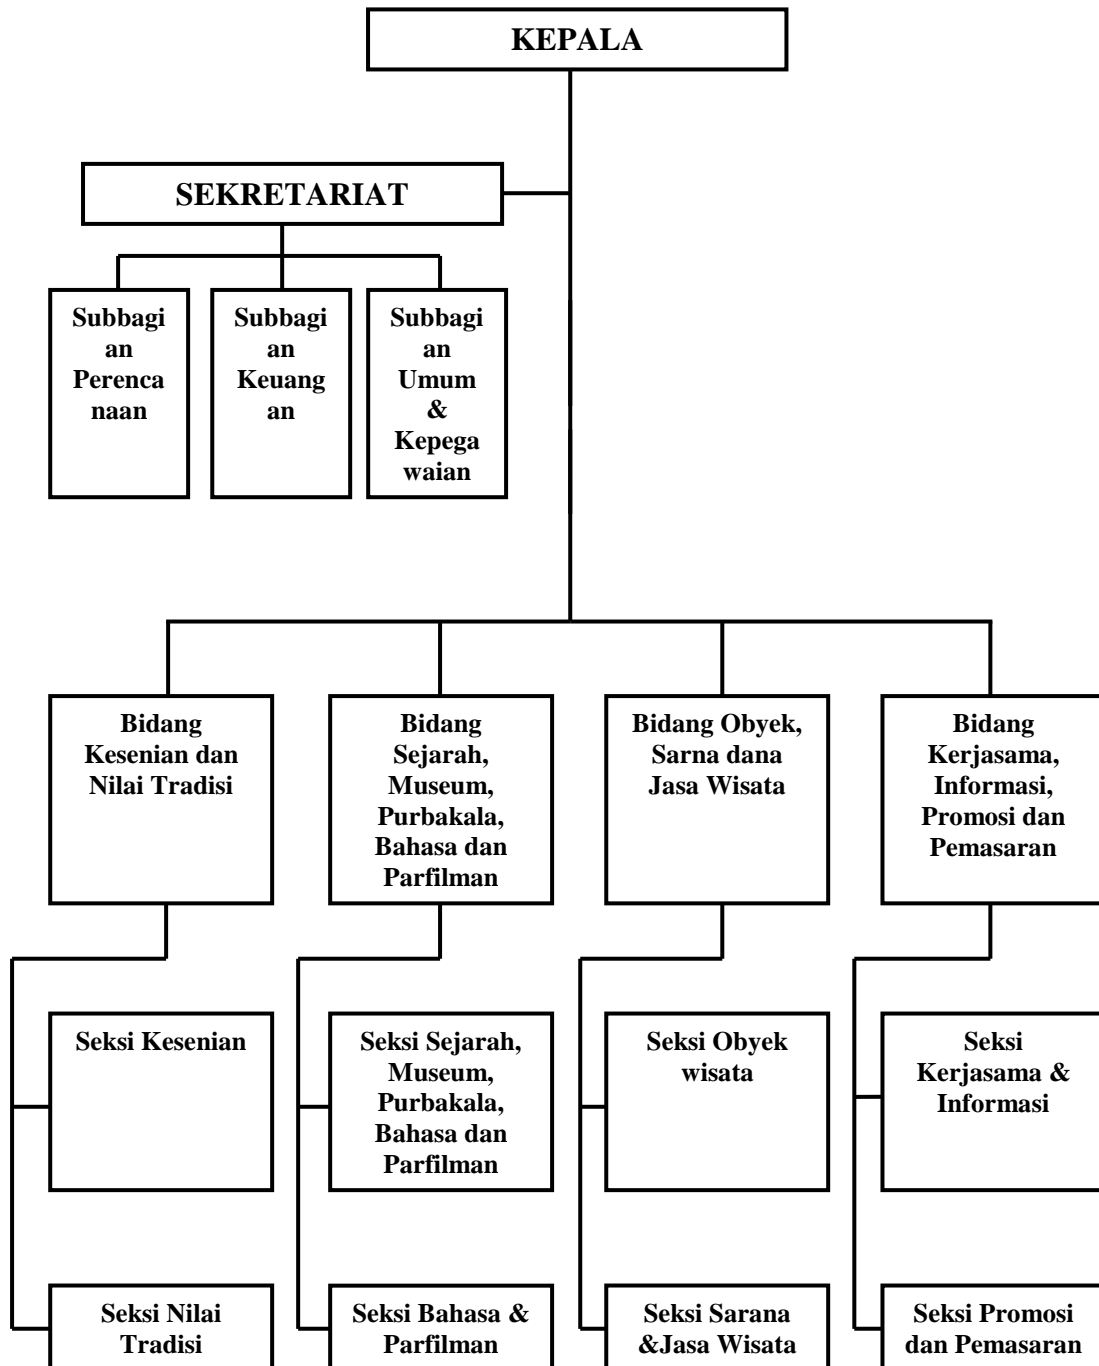 KEPALA
SEKRETARIAT
Subbagi
an
Perenca
naan
Subbagi
an
Keuang
an
Subbagi
an
Umum
&
Kepega
waian
Bidang
Kesenian dan
Nilai Tradisi
Bidang
Sejarah,
Museum,
Purbakala,
Bahasa dan
Parfilman
Bidang Obyek,
Sarna dana
Jasa Wisata
Bidang
Kerjasama,
Informasi,
Promosi dan
Pemasaran
Seksi Kesenian
Seksi Sejarah,
Museum,
Purbakala,
Bahasa dan
Parfilman
Seksi Obyek
wisata
Seksi
Kerjasama &
Informasi
Seksi Nilai
Tradisi
Seksi Bahasa &
Parfilman
Seksi Sarana
&Jasa Wisata
Seksi Promosi
dan Pemasaran